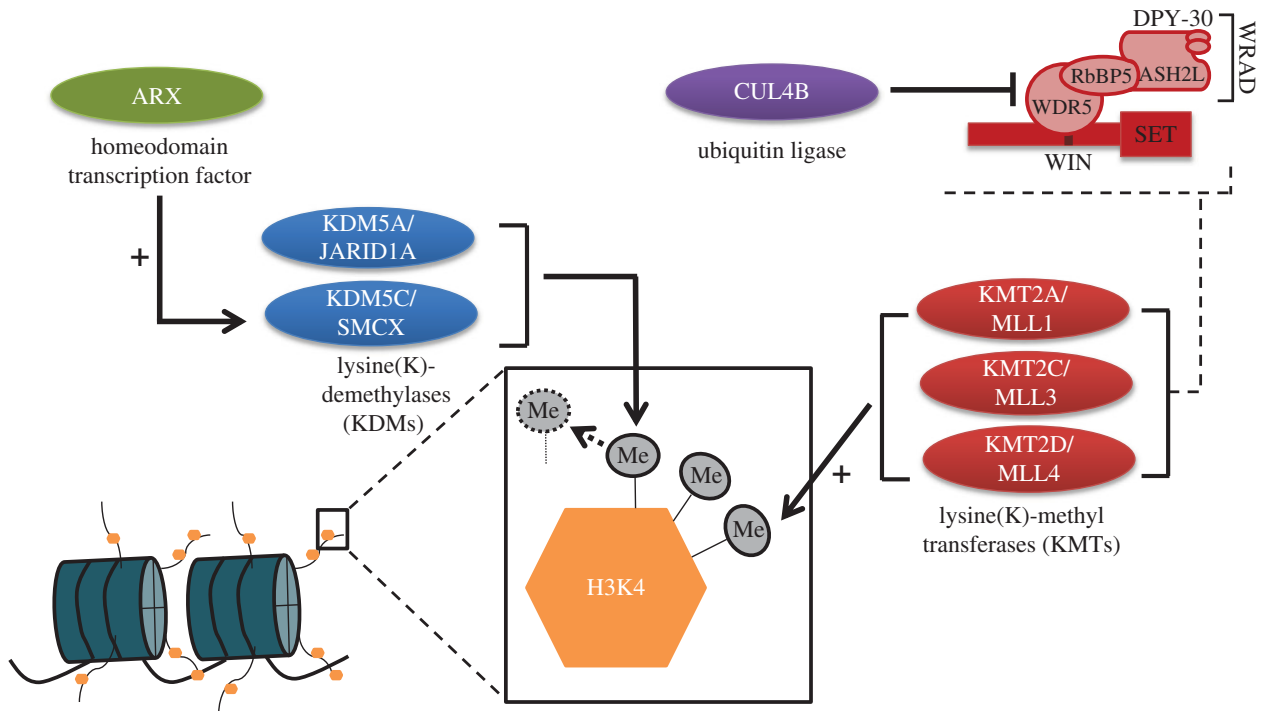 ARX
homeodomain
transcription factor
+
KDM5A/
JARID1A
KDM5C/
SMCX
lysine(K)-
demethylases
(KDMs)
CUL4B
ubiquitin ligase
DPY-30
RbBP5
ASH2L
WDR5
SET
WIN
WRAD
KMT2A/
MLL1
KMT2C/
MLL3
KMT2D/
MLL4
+
lysine(K)-methyl
transferases (KMTs)
Me
Me
Me
Me
H3K4